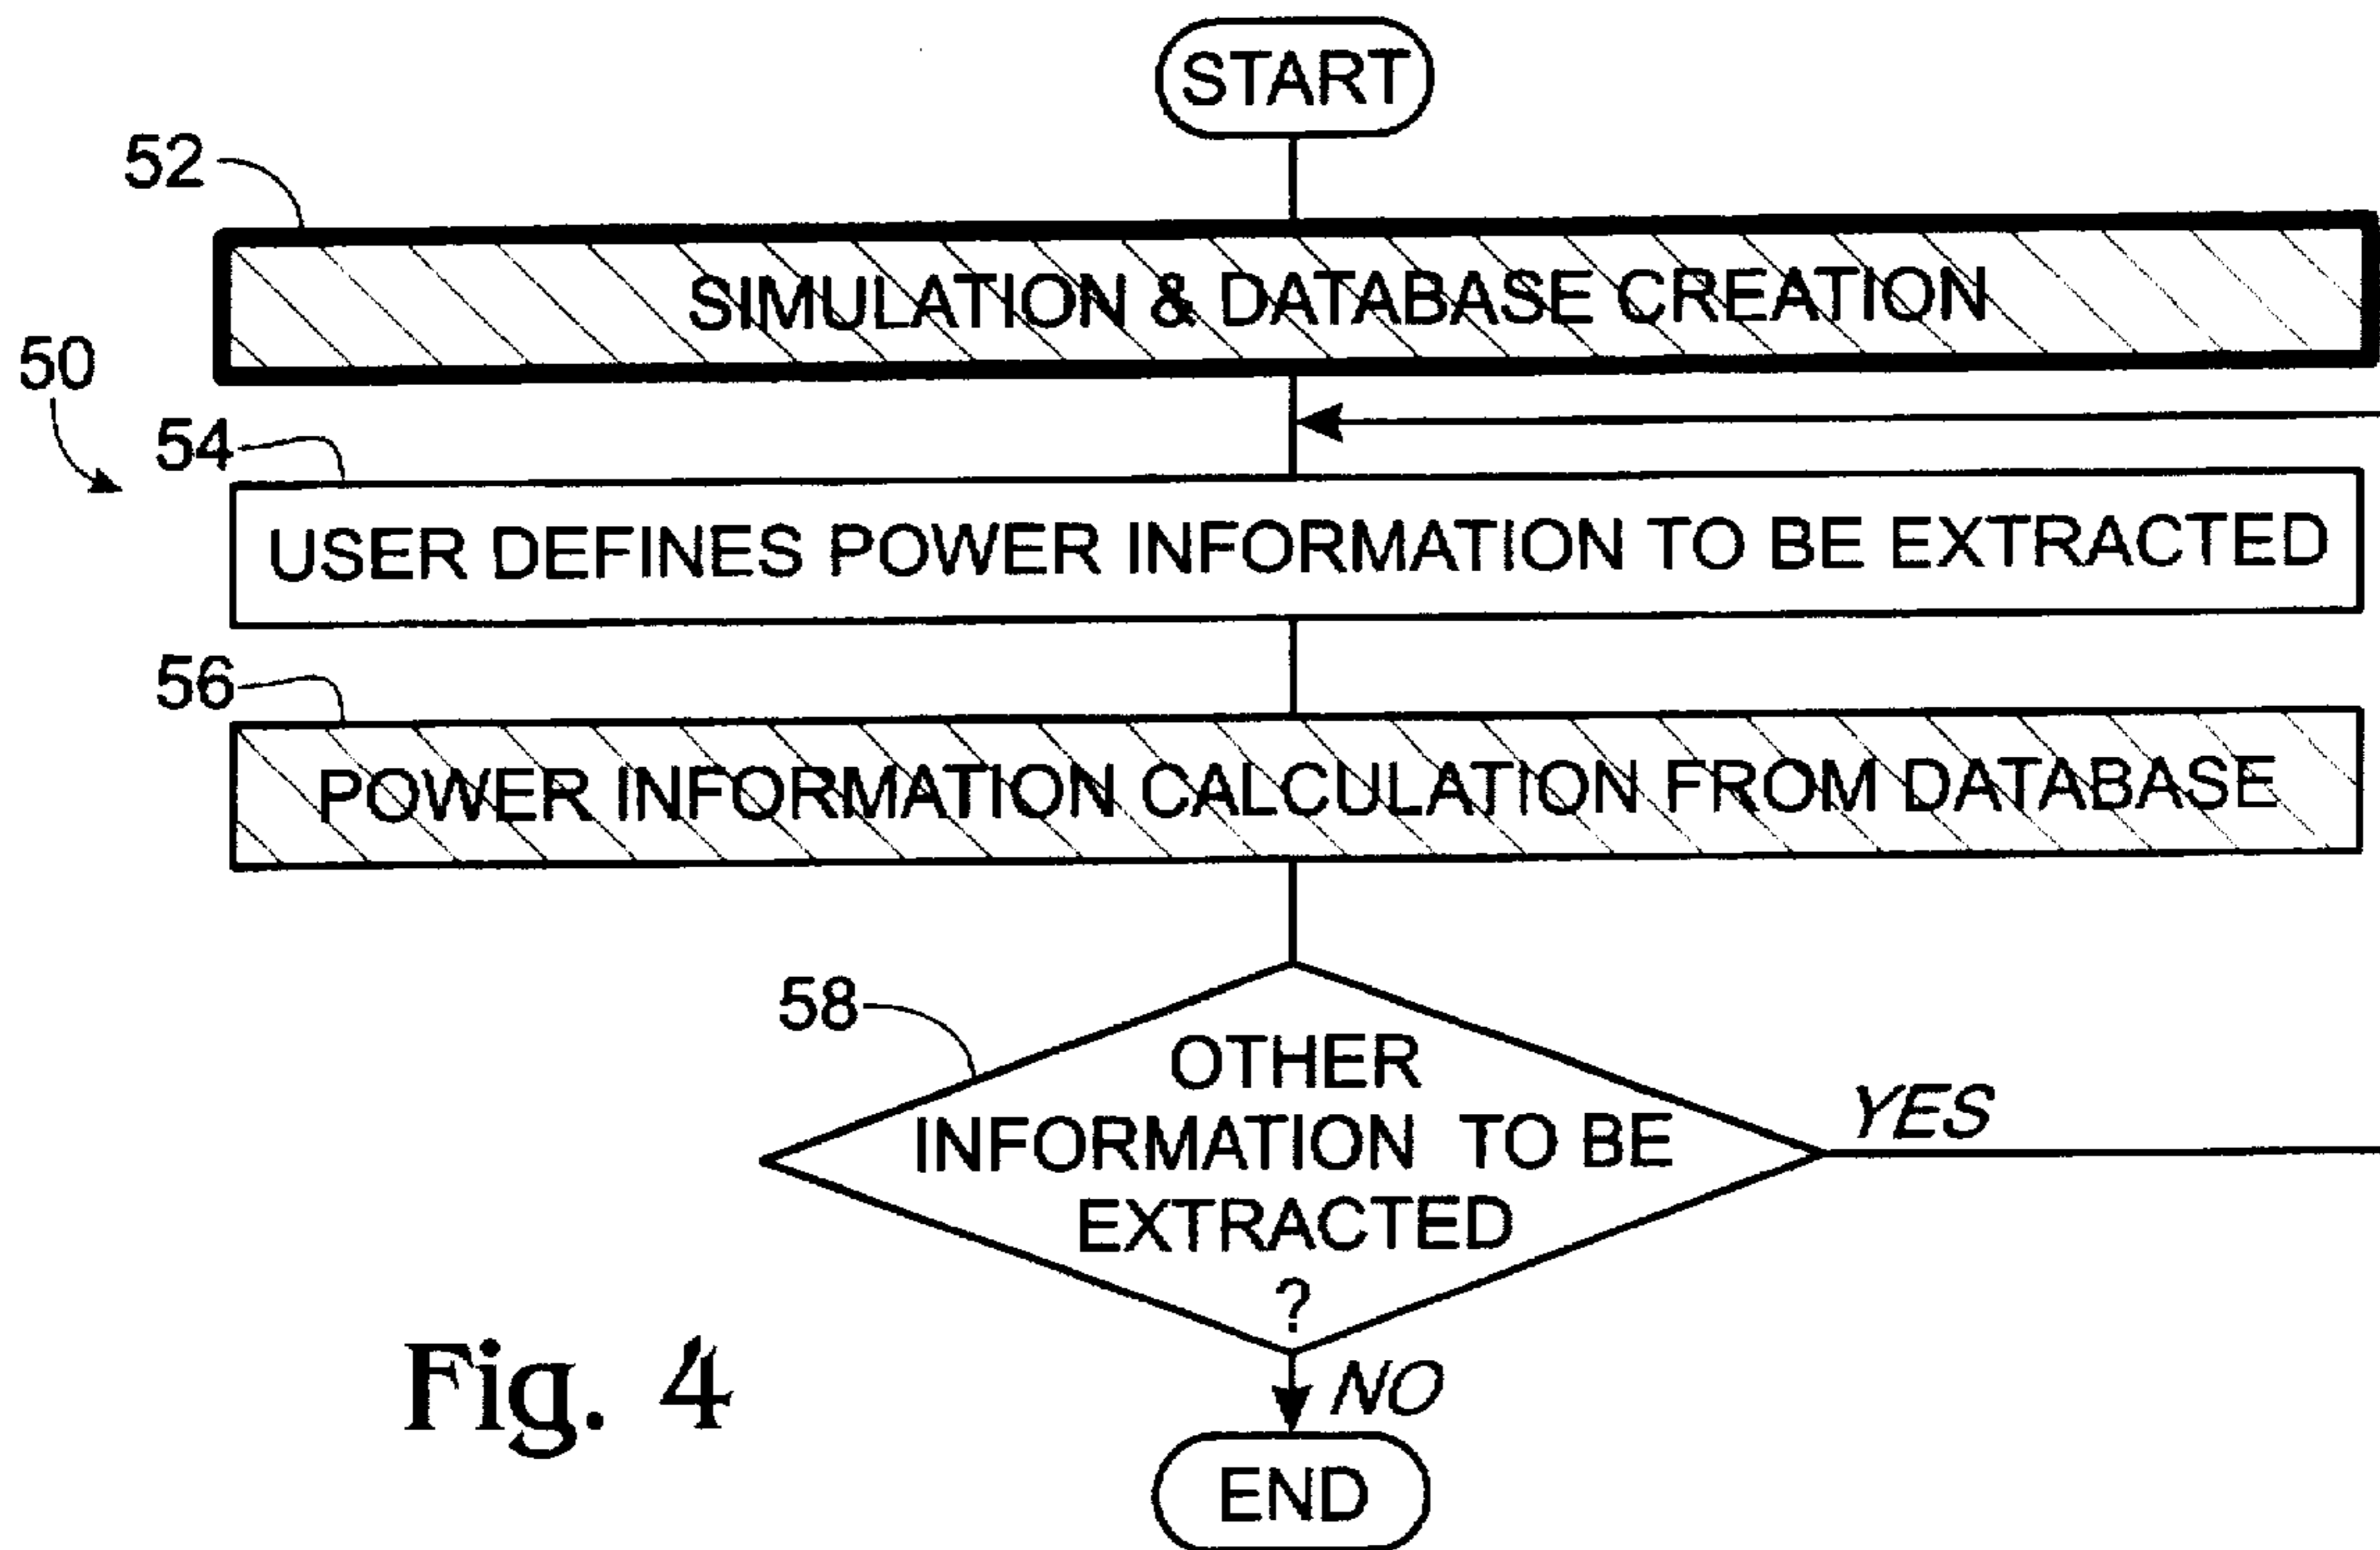 START
52
SIMULATION & DATABASE CREATION
50
54
USER DEFINES POWER INFORMATION TO BE EXTRACTED
56
POWER INFORMATION CALCULATION FROM DATABASE
58
OTHER
INFORMATION TO BE
EXTRACTED
?
YES
NO
END
Fig. 4